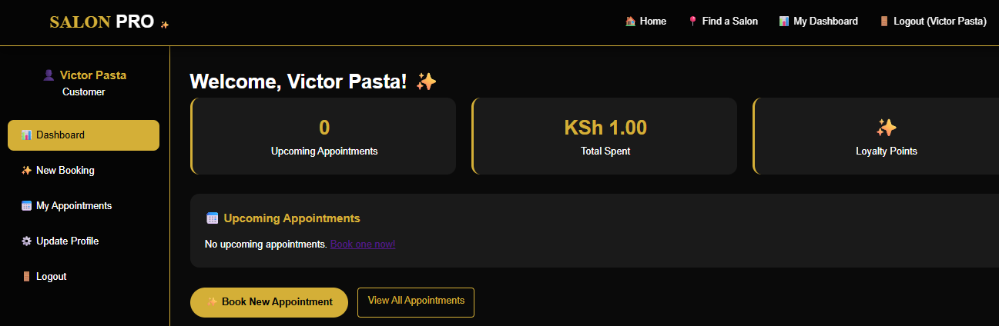 SALON PRO ✨
🏠 Home
📍 Find a Salon
📊 My Dashboard
🚪 Logout (Victor Pasta)
👤 Victor Pasta
Customer
📊 Dashboard
✨ New Booking
📅 My Appointments
⚙️ Update Profile
🚪 Logout
Welcome, Victor Pasta! ✨
0
Upcoming Appointments
KSh 1.00
Total Spent
✨
Loyalty Points
📅 Upcoming Appointments
No upcoming appointments. Book one now!
✨ Book New Appointment
View All Appointments